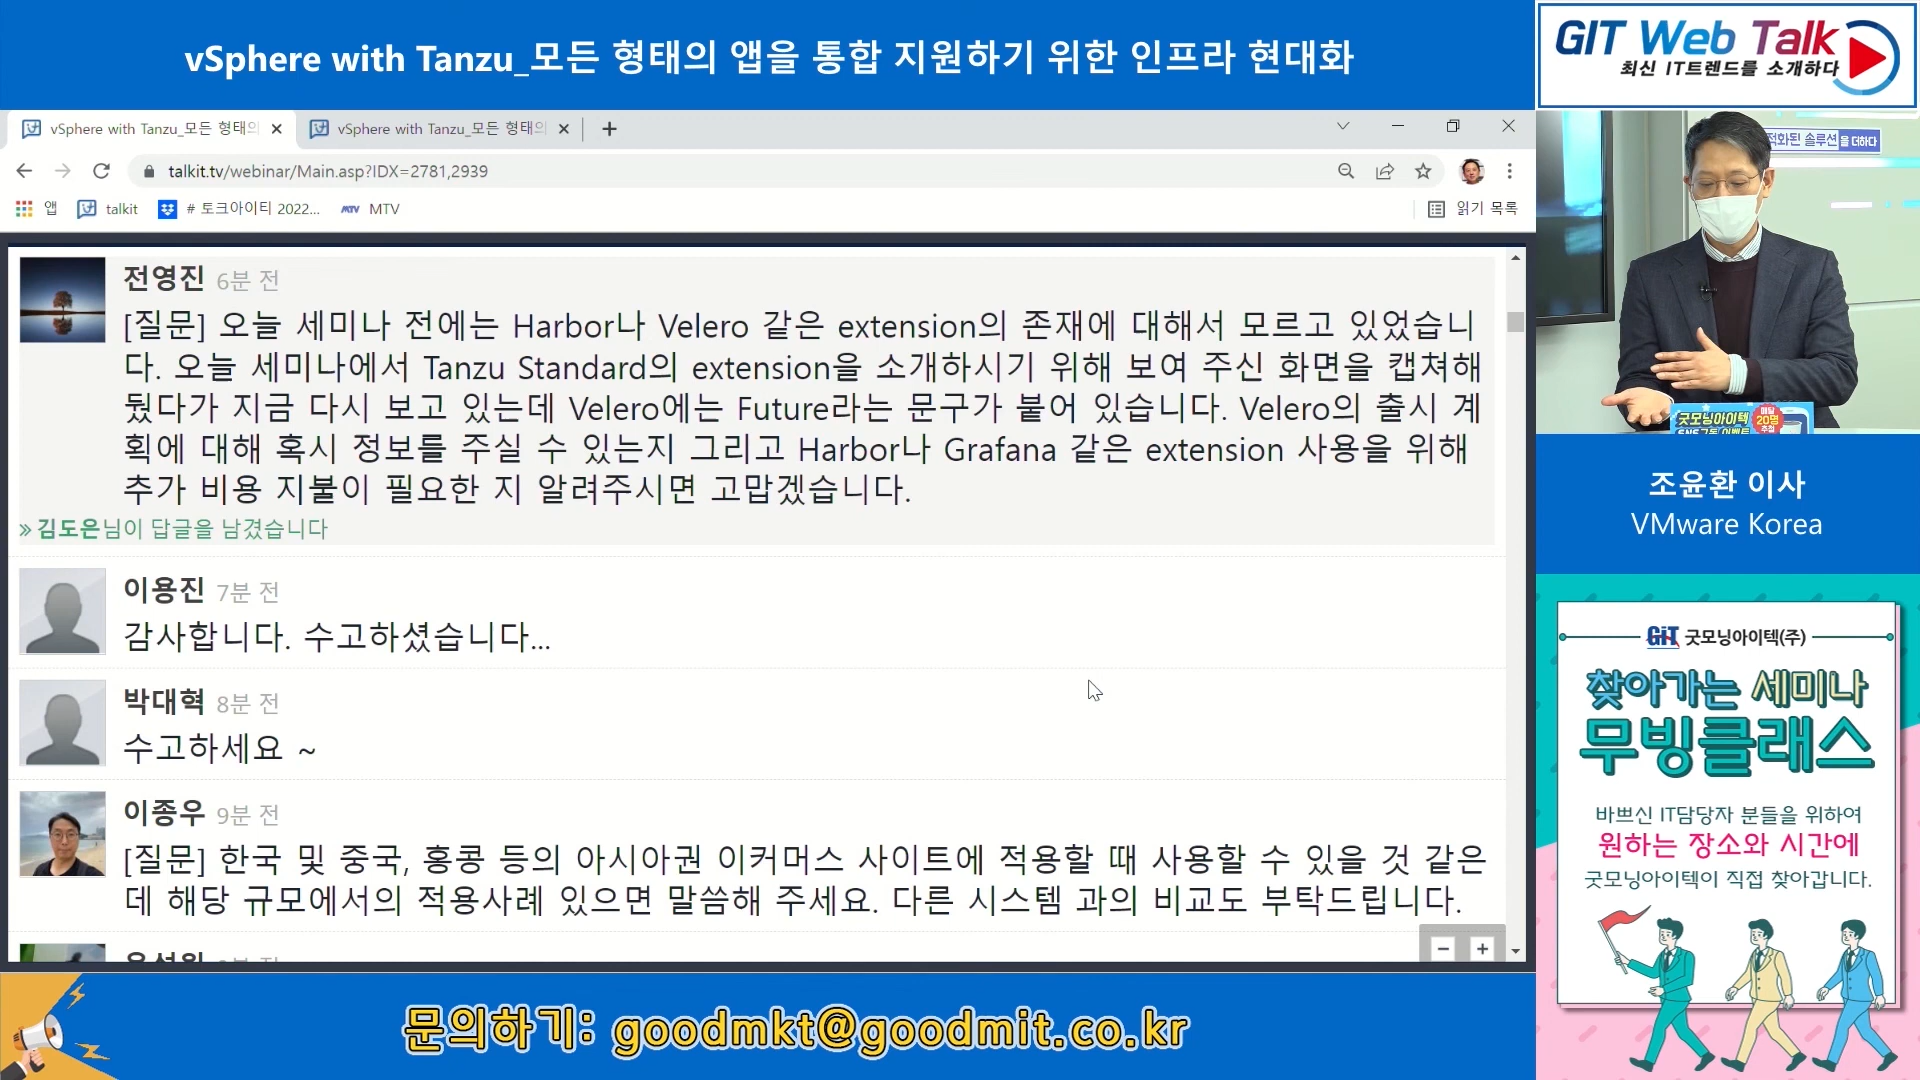 vSphere with Tanzu_모든 형태의 앱을 통합 지원하기 위한 인프라 현대화
GIT Web Talk
최신 IT트렌드를 소개하다
vSphere with Tanzu_모든 형태의
vSphere with Tanzu_모든 형태의
talkit.tv/webinar/Main.asp?IDX=2781,2939
앱
talkit
# 토크아이티 2022...
MTV
MTV
읽기 목록
전영진 6분 전
[질문] 오늘 세미나 전에는 Harbor나 Velero 같은 extension의 존재에 대해서 모르고 있었습니
다. 오늘 세미나에서 Tanzu Standard의 extension을 소개하시기 위해 보여 주신 화면을 캡쳐해
뒀다가 지금 다시 보고 있는데 Velero에는 Future라는 문구가 붙어 있습니다. Velero의 출시 계
획에 대해 혹시 정보를 주실 수 있는지 그리고 Harbor나 Grafana 같은 extension 사용을 위해
추가 비용 지불이 필요한 지 알려주시면 고맙겠습니다.
» 김도은님이 답글을 남겼습니다
이용진 7분 전
감사합니다. 수고하셨습니다...
박대혁 8분 전
수고하세요 ~
이종우 9분 전
[질문] 한국 및 중국, 홍콩 등의 아시아권 이커머스 사이트에 적용할 때 사용할 수 있을 것 같은
데 해당 규모에서의 적용사례 있으면 말씀해 주세요. 다른 시스템 과의 비교도 부탁드립니다.
적화된 솔루션을 더하다
굿모닝아이텍
매달
20명
추첨
조윤환 이사
VMware Korea
GiT 굿모닝아이텍(주)
찾아가는 세미나
무빙클래스
바쁘신 IT담당자 분들을 위하여
원하는 장소와 시간에
굿모닝아이텍이 직접 찾아갑니다.
문의하기: goodmkt@goodmit.co.kr